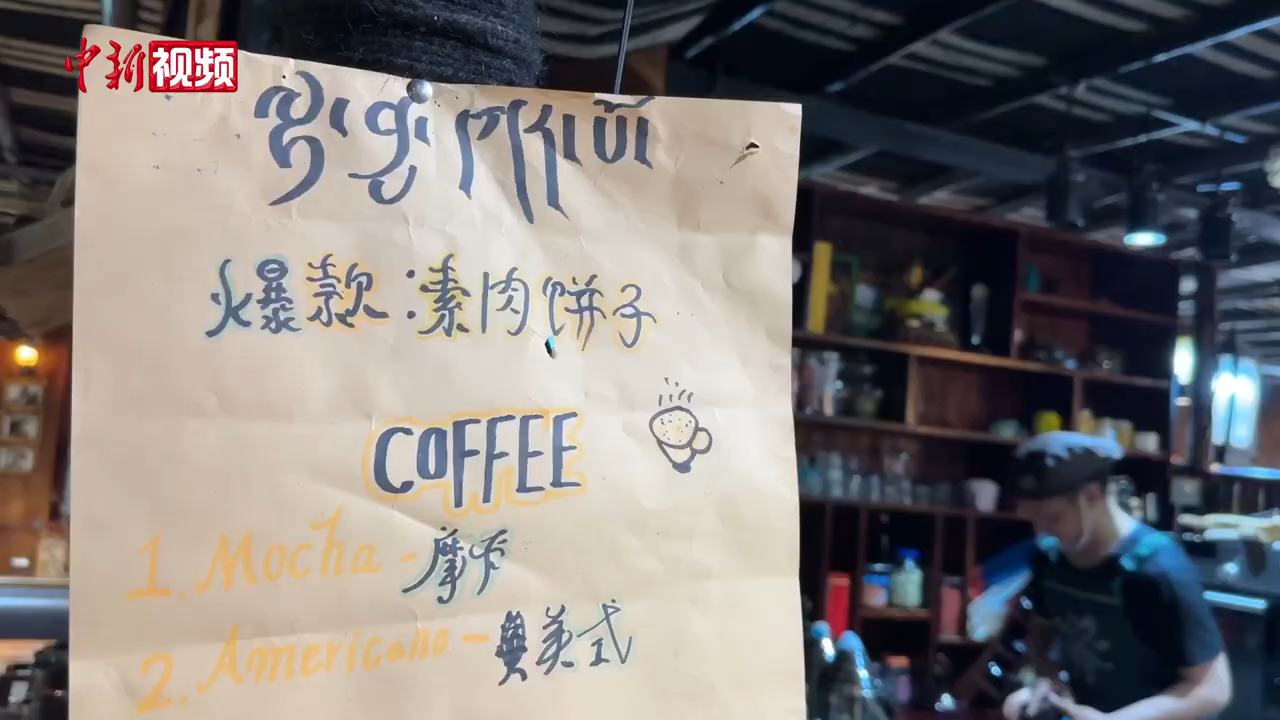 中新视频
爆款:素肉饼子
COFFEE
1. Mocha - 摩卡
2. Americano - 美式